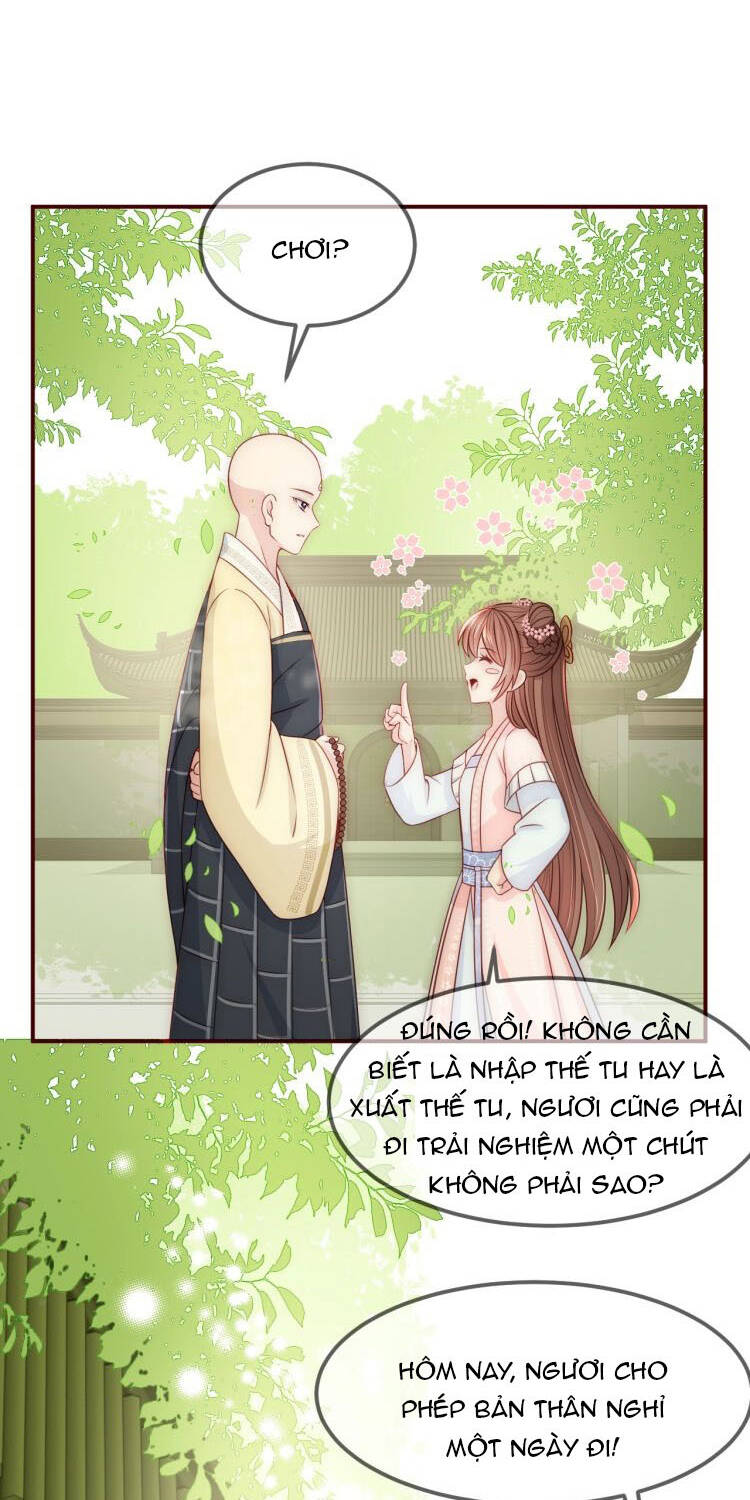 CHƠI?
ĐÚNG RỒI! KHÔNG CẦN
BIẾT LÀ NHẬP THẾ TU HAY LÀ
XUẤT THẾ TU, NGƯƠI CŨNG PHẢI
ĐI TRẢI NGHIỆM MỘT CHÚT
KHÔNG PHẢI SAO?
HÔM NAY, NGƯƠI CHO
PHÉP BẢN THÂN NGHỈ
MỘT NGÀY ĐI!